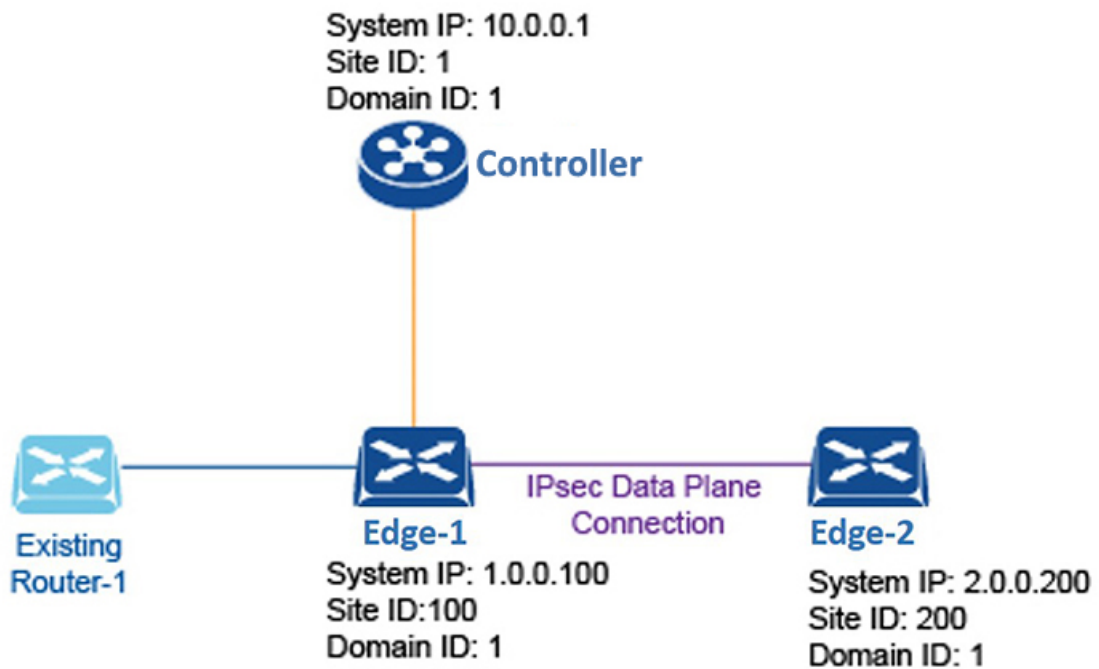 System IP: 10.0.0.1
Site ID: 1
Domain ID: 1
Controller
IPsec Data Plane
Connection
Existing
Router-1
Edge-1
System IP: 1.0.0.100
Site ID:100
Domain ID: 1
Edge-2
System IP: 2.0.0.200
Site ID: 200
Domain ID: 1